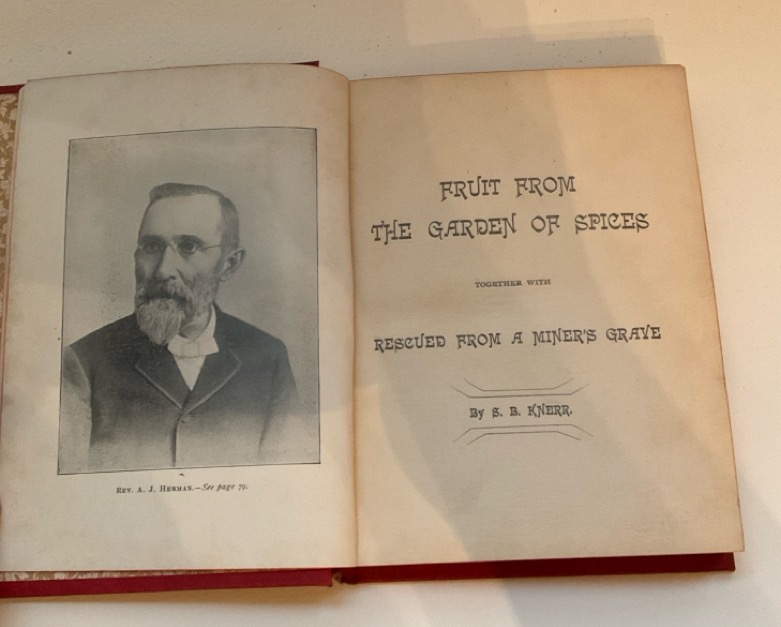 REV. A. J. HERMAN.—See page 79.
FRUIT FROM
THE GARDEN OF SPICES
TOGETHER WITH
RESCUED FROM A MINER'S GRAVE
By S. B. KNERR.